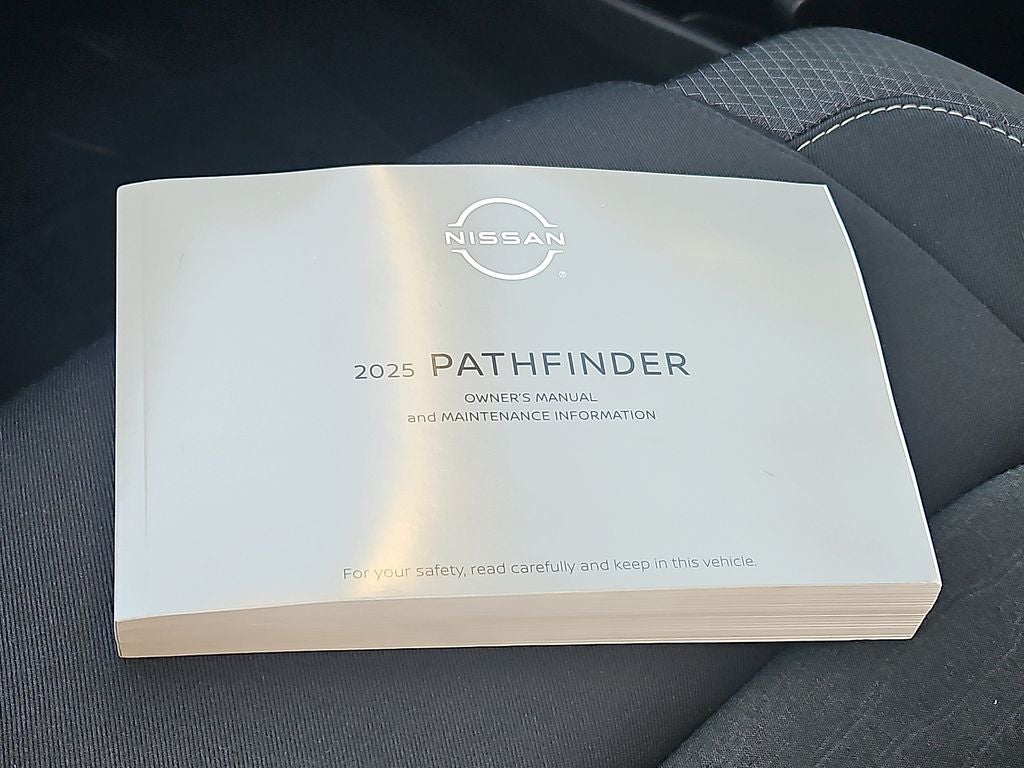 NISSAN
®
2025 PATHFINDER
OWNER'S MANUAL
and MAINTENANCE INFORMATION
For your safety, read carefully and keep in this vehicle.